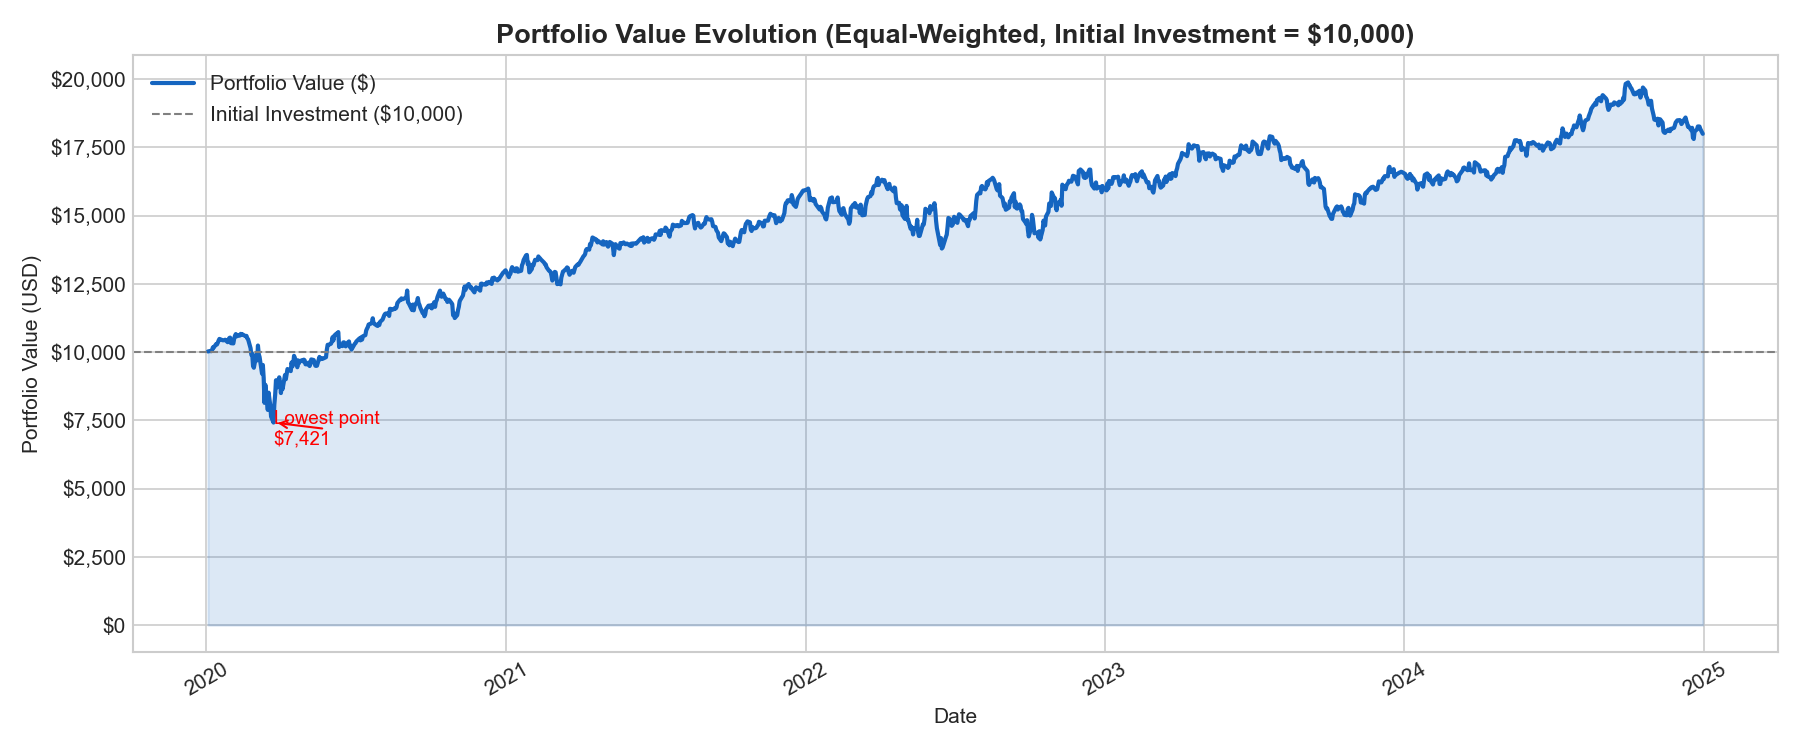 Portfolio Value Evolution (Equal-Weighted, Initial Investment = $10,000)
Portfolio Value ($)
Initial Investment ($10,000)
Portfolio Value (USD)
$20,000
$17,500
$15,000
$12,500
$10,000
$7,500
$5,000
$2,500
$0
Lowest point
$7,421
2020
2021
2022
2023
2024
2025
Date